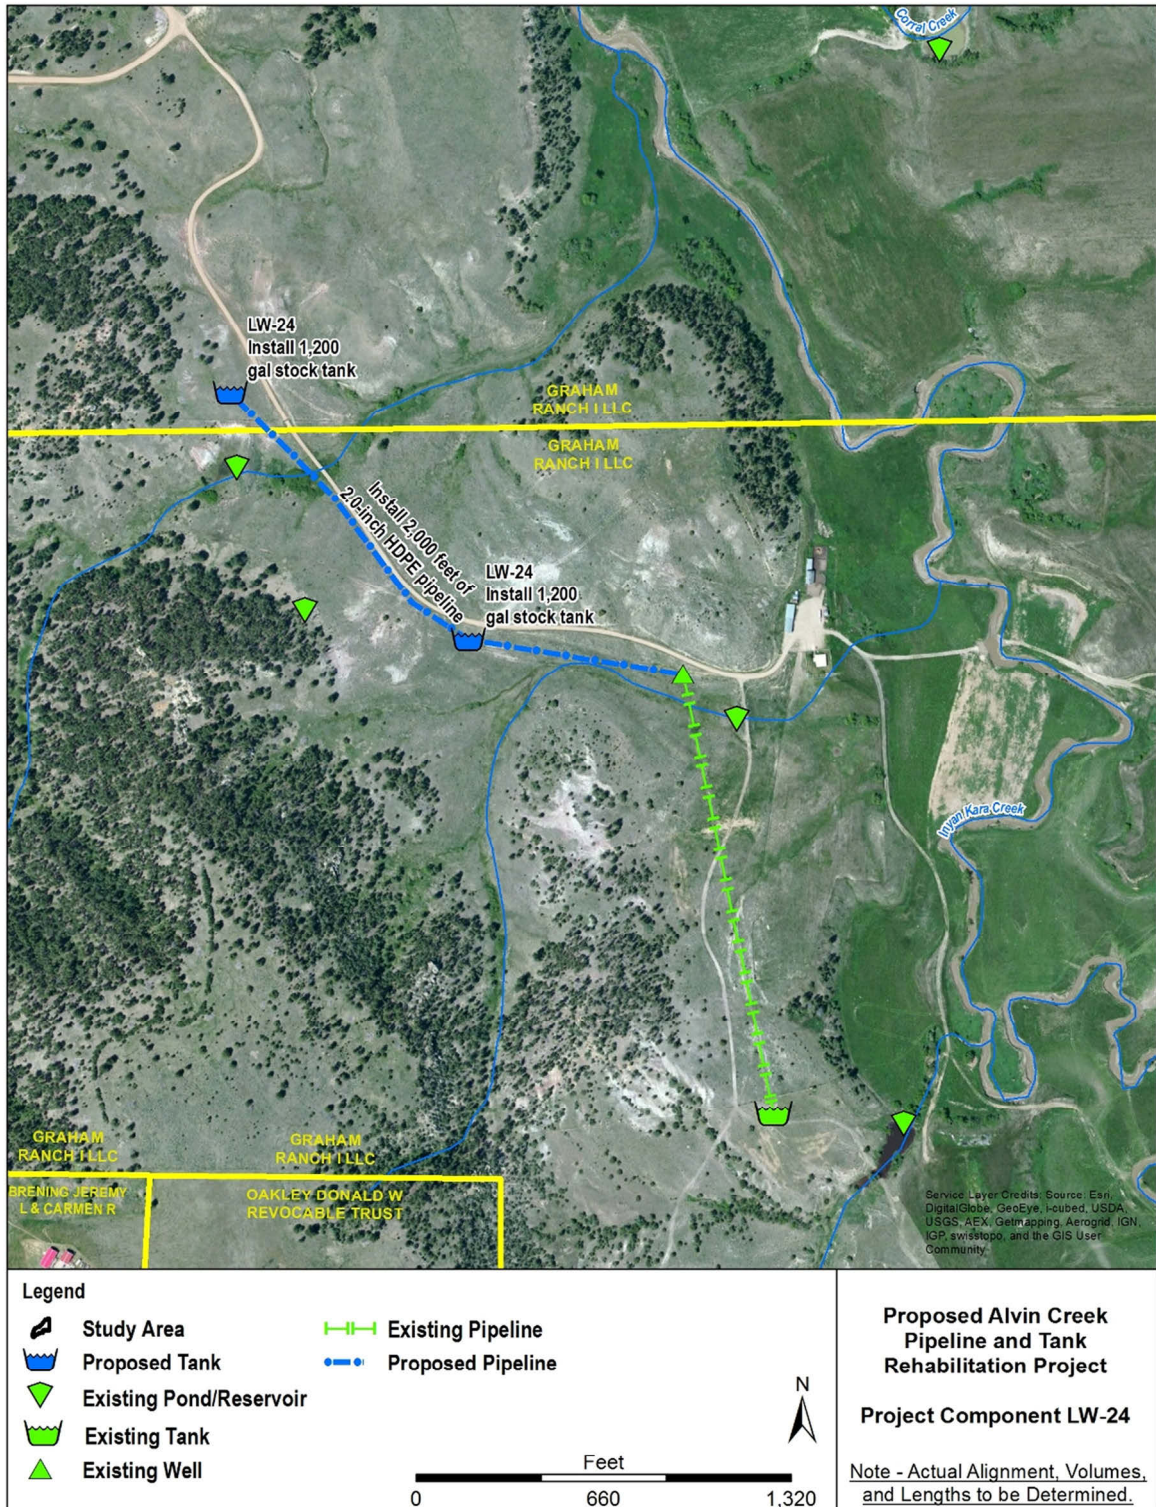 Corral Creek
LW-24
Install 1,200
gal stock tank
GRAHAM
RANCH I LLC
GRAHAM
RANCH I LLC
Install 2,000 feet of
2.0-inch HDPE pipeline
LW-24
Install 1,200
gal stock tank
Inyan Kara Creek
GRAHAM
RANCH I LLC
GRAHAM
RANCH I LLC
BRENING JEREMY
L & CARMEN R
OAKLEY DONALD W
REVOCABLE TRUST
Service Layer Credits: Source: Esri,
DigitalGlobe, GeoEye, i-cubed, USDA,
USGS, AEX, Getmapping, Aerogrid, IGN,
IGP, swisstopo, and the GIS User
Community
Legend
Study Area
Proposed Tank
Existing Pond/Reservoir
Existing Tank
Existing Well
Existing Pipeline
Proposed Pipeline
N
Feet
0 660 1,320
Proposed Alvin Creek
Pipeline and Tank
Rehabilitation Project
Project Component LW-24
Note - Actual Alignment, Volumes,
and Lengths to be Determined.